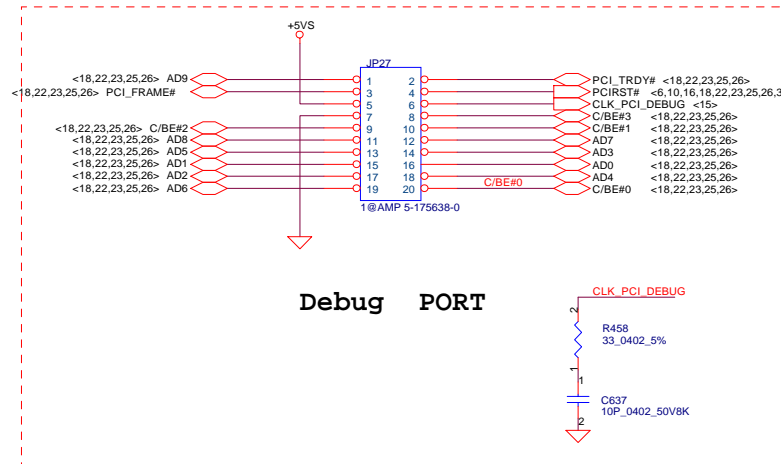 +5VS
JP27
<18,22,23,25,26> AD9 1 2 PCI_TRDY# <18,22,23,25,26>
<18,22,23,25,26> PCI_FRAME# 3 4 PCIRST# <6,10,16,18,22,23,25,26,3
5 6 CLK_PCI_DEBUG <15>
7 8 C/BE#3 <18,22,23,25,26>
<18,22,23,25,26> C/BE#2 9 10 C/BE#1 <18,22,23,25,26>
<18,22,23,25,26> AD8 11 12 AD7 <18,22,23,25,26>
<18,22,23,25,26> AD5 13 14 AD3 <18,22,23,25,26>
<18,22,23,25,26> AD1 15 16 AD0 <18,22,23,25,26>
<18,22,23,25,26> AD2 17 18 AD4 <18,22,23,25,26>
<18,22,23,25,26> AD6 19 20 C/BE#0 C/BE#0 <18,22,23,25,26>
1@AMP 5-175638-0
Debug PORT
CLK_PCI_DEBUG
2
R458
33_0402_5%
1
1
C637
10P_0402_50V8K
2